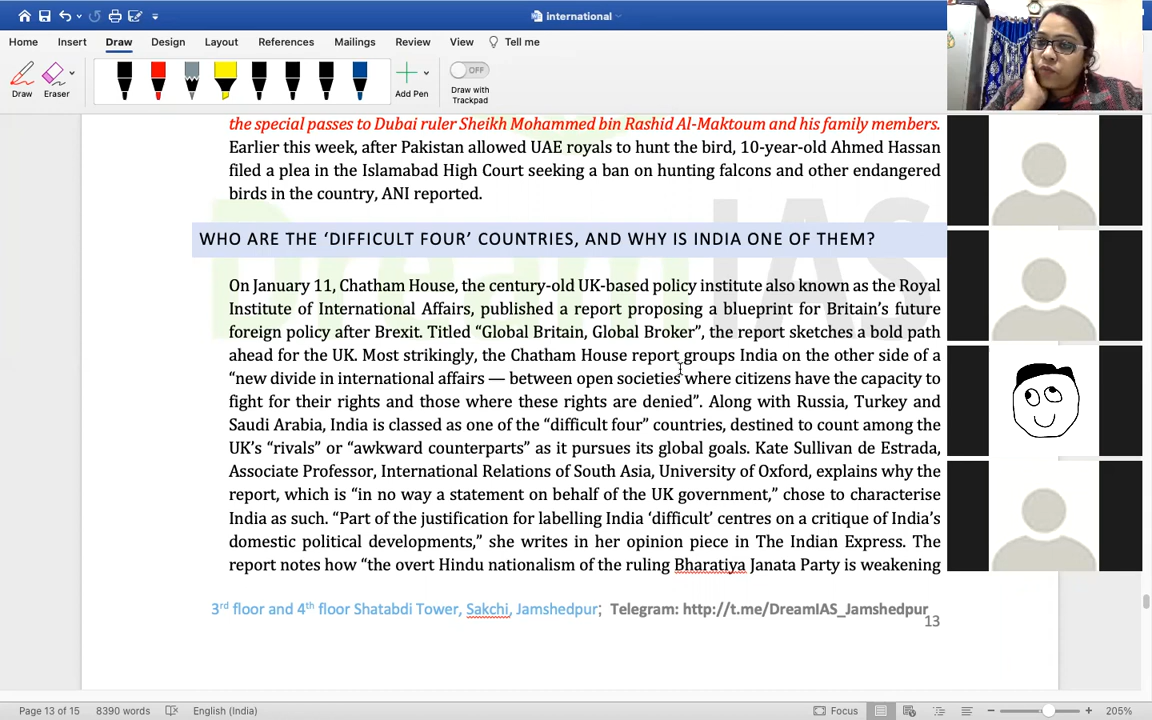 international
Home Insert Draw Design Layout References Mailings Review View Tell me
OFF
Draw Eraser Add Pen Draw with Trackpad
the special passes to Dubai ruler Sheikh Mohammed bin Rashid Al-Maktoum and his family members.
Earlier this week, after Pakistan allowed UAE royals to hunt the bird, 10-year-old Ahmed Hassan
filed a plea in the Islamabad High Court seeking a ban on hunting falcons and other endangered
birds in the country, ANI reported.
DreamIAS
WHO ARE THE ‘DIFFICULT FOUR’ COUNTRIES, AND WHY IS INDIA ONE OF THEM?
On January 11, Chatham House, the century-old UK-based policy institute also known as the Royal
Institute of International Affairs, published a report proposing a blueprint for Britain’s future
foreign policy after Brexit. Titled “Global Britain, Global Broker”, the report sketches a bold path
ahead for the UK. Most strikingly, the Chatham House report groups India on the other side of a
“new divide in international affairs — between open societies where citizens have the capacity to
fight for their rights and those where these rights are denied”. Along with Russia, Turkey and
Saudi Arabia, India is classed as one of the “difficult four” countries, destined to count among the
UK’s “rivals” or “awkward counterparts” as it pursues its global goals. Kate Sullivan de Estrada,
Associate Professor, International Relations of South Asia, University of Oxford, explains why the
report, which is “in no way a statement on behalf of the UK government,” chose to characterise
India as such. “Part of the justification for labelling India ‘difficult’ centres on a critique of India’s
domestic political developments,” she writes in her opinion piece in The Indian Express. The
report notes how “the overt Hindu nationalism of the ruling Bharatiya Janata Party is weakening
3rd floor and 4th floor Shatabdi Tower, Sakchi, Jamshedpur; Telegram: http://t.me/DreamIAS_Jamshedpur
13
Page 13 of 15 8390 words English (India) Focus 205%